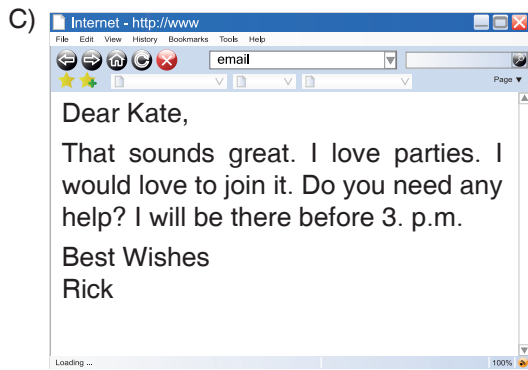 C)
Internet - http://www
File Edit View History Bookmarks Tools Help
email
Page
Dear Kate,
That sounds great. I love parties. I
would love to join it. Do you need any
help? I will be there before 3. p.m.
Best Wishes
Rick
Loading ... 100%